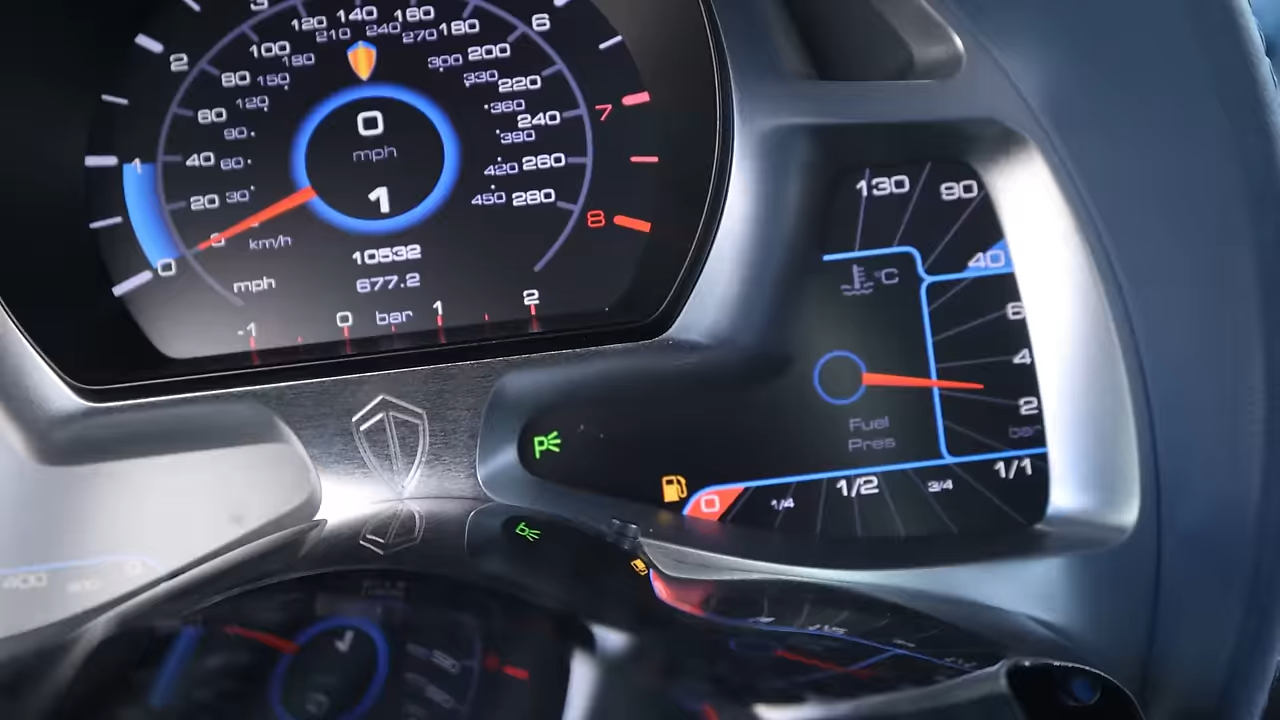 3
120 140 160
210 240 270 180
6
2
100
180
300 200
80 150
330 220
60 120
360 240
7
90
390
0
mph
1
1
40 60
420 260
20 30
450 280
1
8
0
km/h
0
10532
mph
677.2
-1 0 bar 1 2
130 90
40
°C
6
4
2
bar
Fuel
Pres
0 1/4 1/2 3/4 1/1